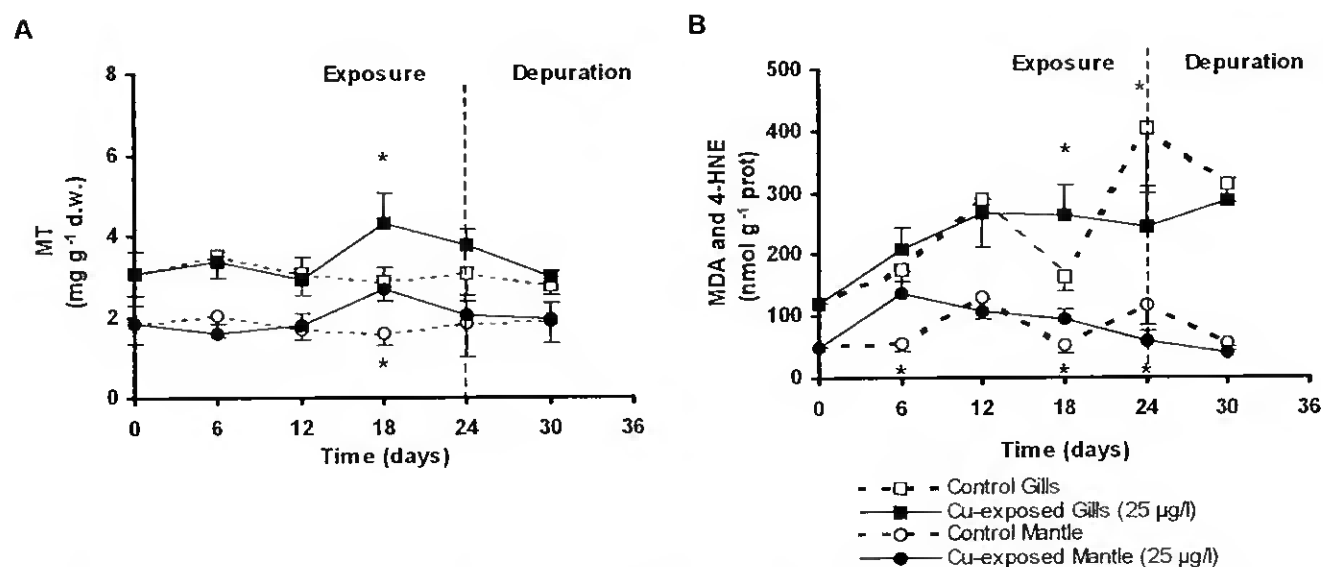 A
Exposure Depuration
MT
(mg g⁻¹ d.w.)
8
6
4
2
0
*
*
0 6 12 18 24 30 36
Time (days)
B
Exposure Depuration
MDA and 4-HNE
(nmol g⁻¹ prot)
500
400
300
200
100
0
*
*
* * *
0 6 12 18 24 30 36
Time (days)
Control Gills
Cu-exposed Gills (25 µg/l)
Control Mantle
Cu-exposed Mantle (25 µg/l)